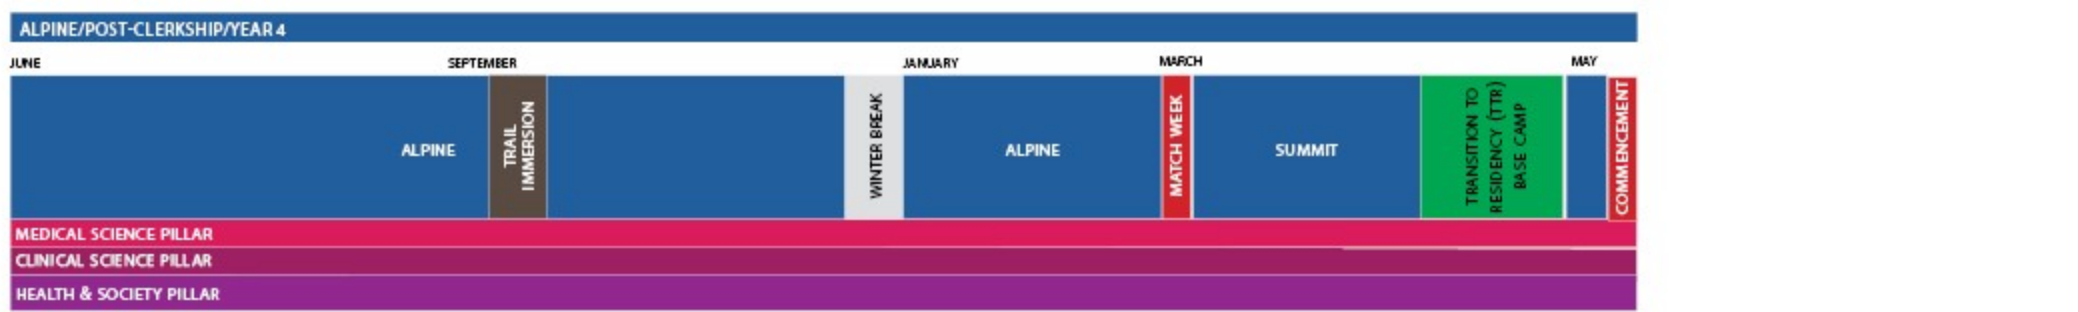 ALPINE/POST-CLERKSHIP/YEAR 4
JUNE
SEPTEMBER
JANUARY
MARCH
MAY
ALPINE
TRAIL
IMMERSION
WINTER BREAK
ALPINE
MATCH WEEK
SUMMIT
TRANSITION TO
RESIDENCY (TTR)
BASE CAMP
COMMENCEMENT
MEDICAL SCIENCE PILLAR
CLINICAL SCIENCE PILLAR
HEALTH & SOCIETY PILLAR